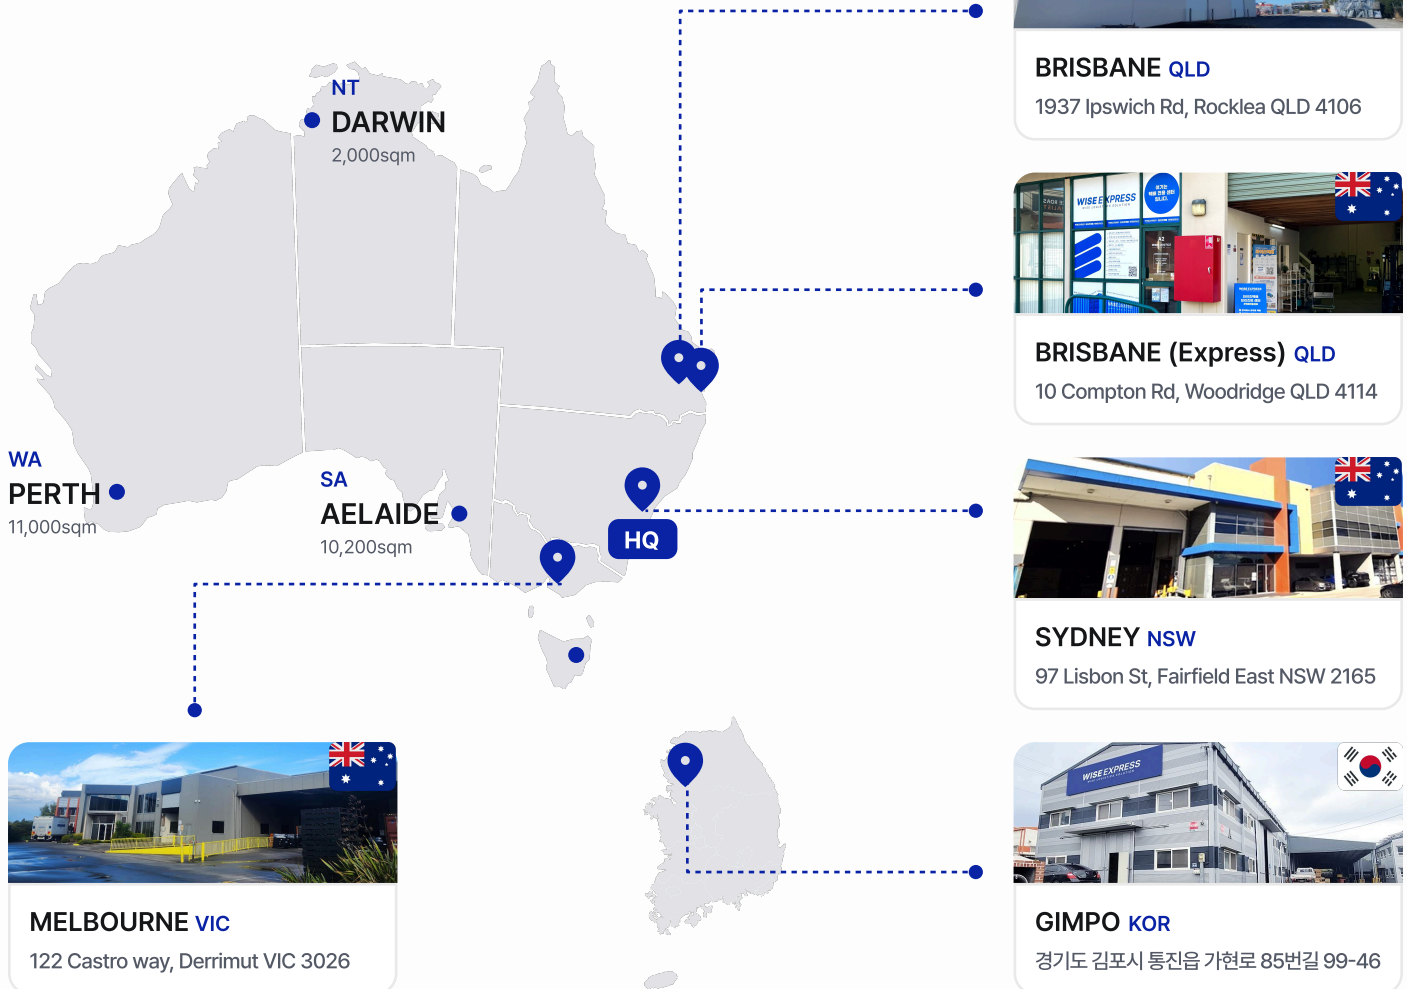 NT
DARWIN
2,000sqm
WA
PERTH
11,000sqm
SA
AELAIDE
10,200sqm
HQ
BRISBANE QLD
1937 Ipswich Rd, Rocklea QLD 4106
WISE EXPRESS
BRISBANE (Express) QLD
10 Compton Rd, Woodridge QLD 4114
SYDNEY NSW
97 Lisbon St, Fairfield East NSW 2165
MELBOURNE VIC
122 Castro way, Derrimut VIC 3026
WISE EXPRESS
GIMPO KOR
경기도 김포시 통진읍 가현로 85번길 99-46